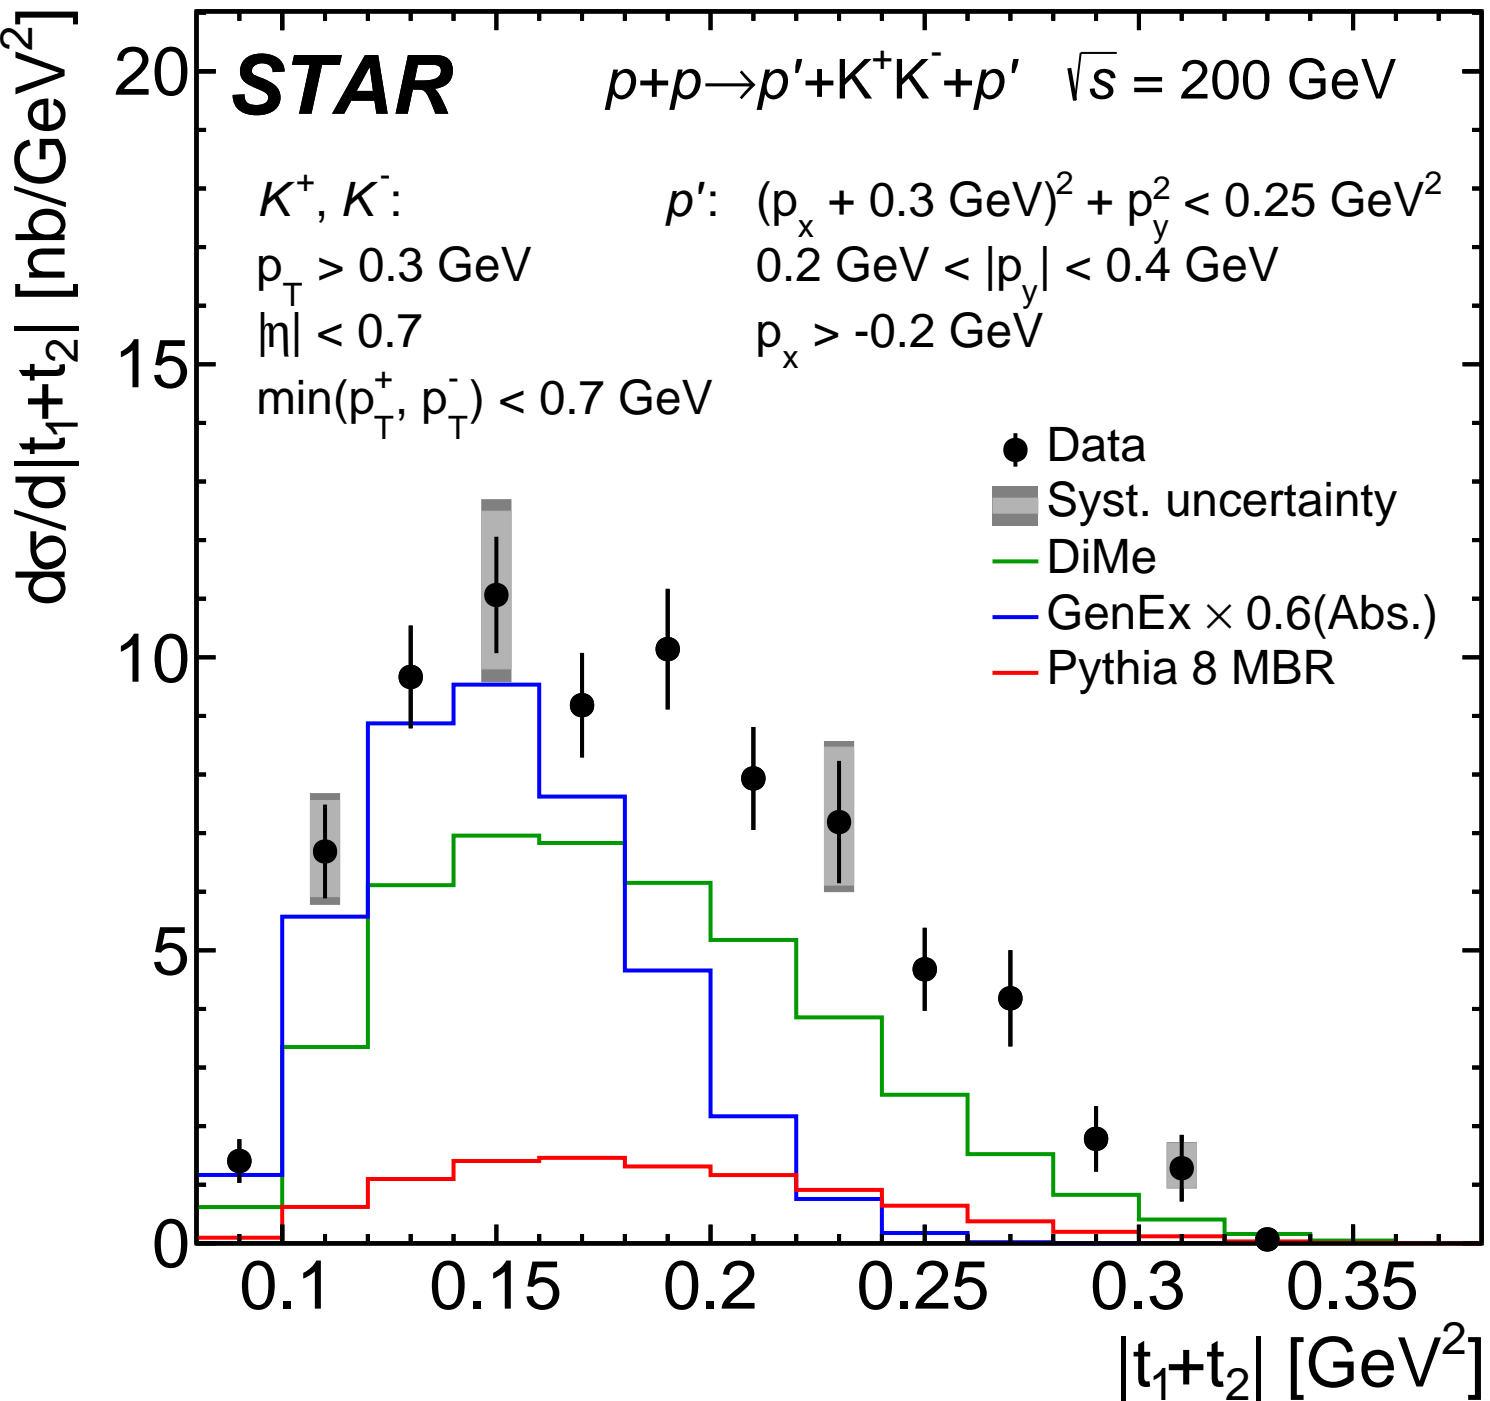 STAR p+p→p′+K⁺K⁻+p′ √s = 200 GeV
K⁺, K⁻: p′: (pₓ + 0.3 GeV)² + p_y² < 0.25 GeV²
p_T > 0.3 GeV 0.2 GeV < |p_y| < 0.4 GeV
|η| < 0.7 pₓ > -0.2 GeV
min(p_T⁺, p_T⁻) < 0.7 GeV
Data
Syst. uncertainty
DiMe
GenEx × 0.6(Abs.)
Pythia 8 MBR
dσ/d|t₁+t₂| [nb/GeV²]
20
15
10
5
0
0.1 0.15 0.2 0.25 0.3 0.35
|t₁+t₂| [GeV²]